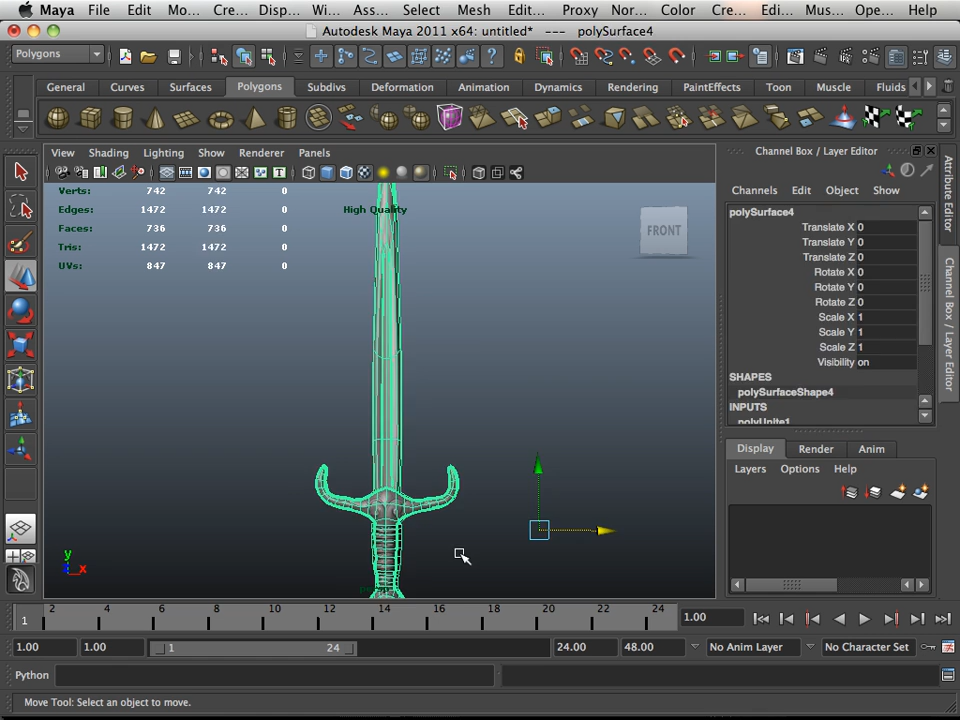 Maya File Edit Mo... Cre... Disp... Wi... Ass... Select Mesh Edit... Proxy Nor... Color Cre... Edi... Mus... Ope... Help
Autodesk Maya 2011 x64: untitled* --- polySurface4
Polygons
General Curves Surfaces Polygons Subdivs Deformation Animation Dynamics Rendering PaintEffects Toon Muscle Fluids
View Shading Lighting Show Renderer Panels
Channel Box / Layer Editor
Channels Edit Object Show
Verts: 742 742 0
Edges: 1472 1472 0
Faces: 736 736 0
Tris: 1472 1472 0
UVs: 847 847 0
High Quality
FRONT
polySurface4
Translate X 0
Translate Y 0
Translate Z 0
Rotate X 0
Rotate Y 0
Rotate Z 0
Scale X 1
Scale Y 1
Scale Z 1
Visibility on
SHAPES
polySurfaceShape4
INPUTS
polyUnite1
Attribute Editor
Channel Box / Layer Editor
Display Render Anim
Layers Options Help
y
x
1 2 4 6 8 10 12 14 16 18 20 22 24
1.00
1.00 1.00 1 24 24.00 48.00 No Anim Layer No Character Set
Python
Move Tool: Select an object to move.